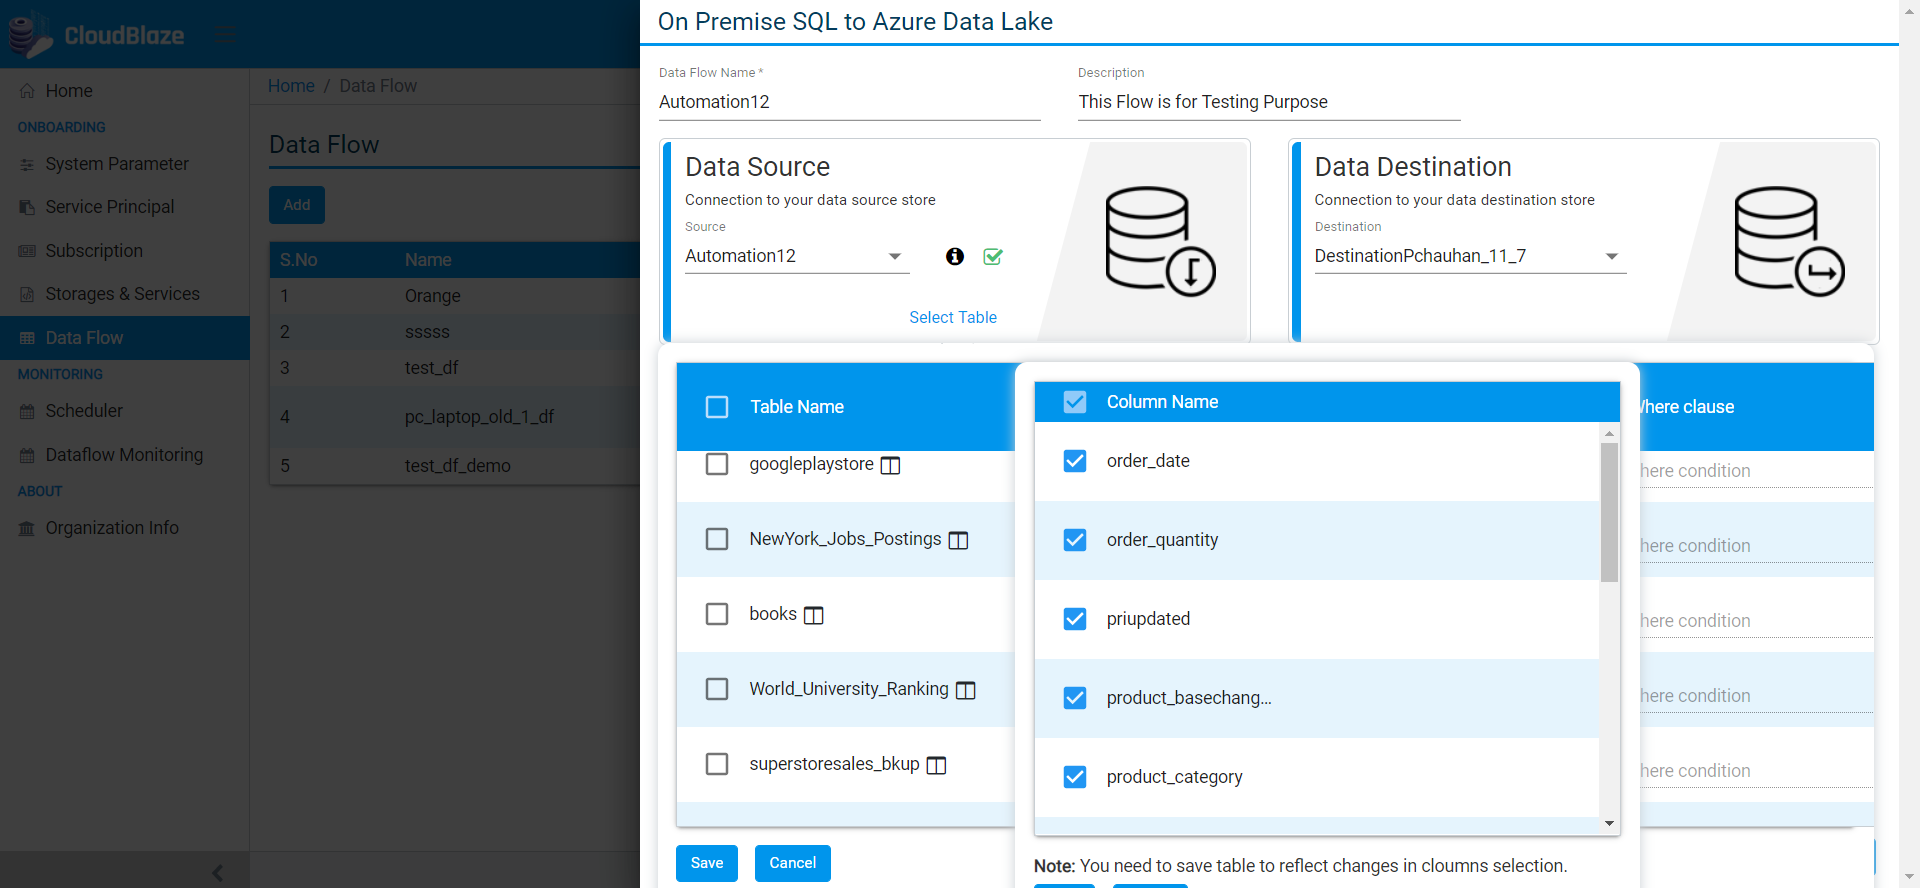 CloudBlaze
Home
ONBOARDING
System Parameter
Service Principal
Subscription
Storages & Services
Data Flow
MONITORING
Scheduler
Dataflow Monitoring
ABOUT
Organization Info
Home / Data Flow
Data Flow
Add
S.No Name
1 Orange
2 sssss
3 test_df
4 pc_laptop_old_1_df
5 test_df_demo
On Premise SQL to Azure Data Lake
Data Flow Name *
Automation12
Description
This Flow is for Testing Purpose
Data Source
Connection to your data source store
Source
Automation12
Select Table
Data Destination
Connection to your data destination store
Destination
DestinationPchauhan_11_7
Table Name
googleplaystore
NewYork_Jobs_Postings
books
World_University_Ranking
superstoresales_bkup
Save Cancel
Column Name
order_date
order_quantity
priupdated
product_basechang...
product_category
Note: You need to save table to reflect changes in cloumns selection.
here clause
here condition
here condition
here condition
here condition
here condition